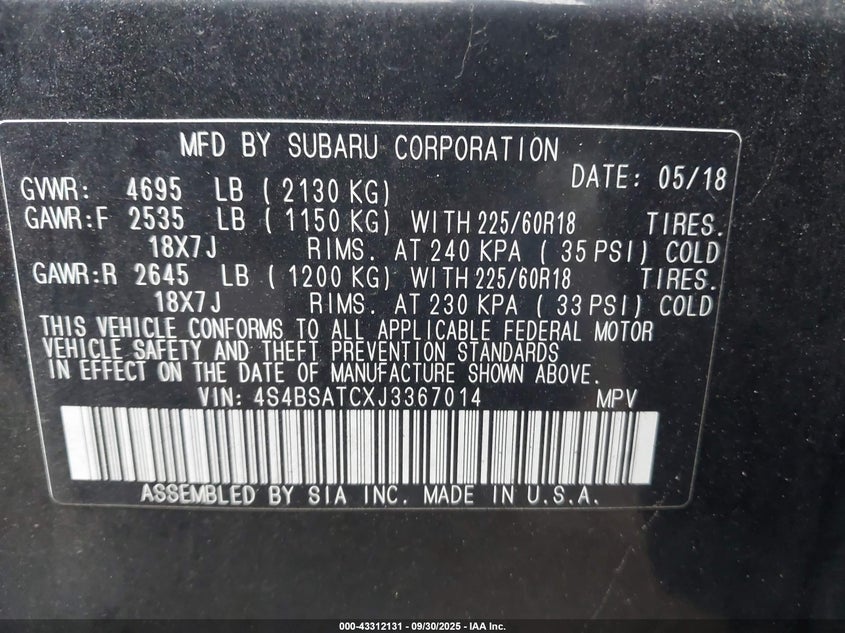 MFD BY SUBARU CORPORATION
DATE: 05/18
GVWR: 4695 LB ( 2130 KG)
GAWR:F 2535 LB ( 1150 KG) WITH 225/60R18 TIRES.
18X7J RIMS. AT 240 KPA ( 35 PSI) COLD
GAWR:R 2645 LB ( 1200 KG) WITH 225/60R18 TIRES.
18X7J RIMS. AT 230 KPA ( 33 PSI) COLD
THIS VEHICLE CONFORMS TO ALL APPLICABLE FEDERAL MOTOR
VEHICLE SAFETY AND THEFT PREVENTION STANDARDS
IN EFFECT ON THE DATE OF MANUFACTURE SHOWN ABOVE.
VIN: 4S4BSATCXJ3367014 MPV
ASSEMBLED BY SIA INC. MADE IN U.S.A.
000-43312131 - 09/30/2025 - IAA Inc.